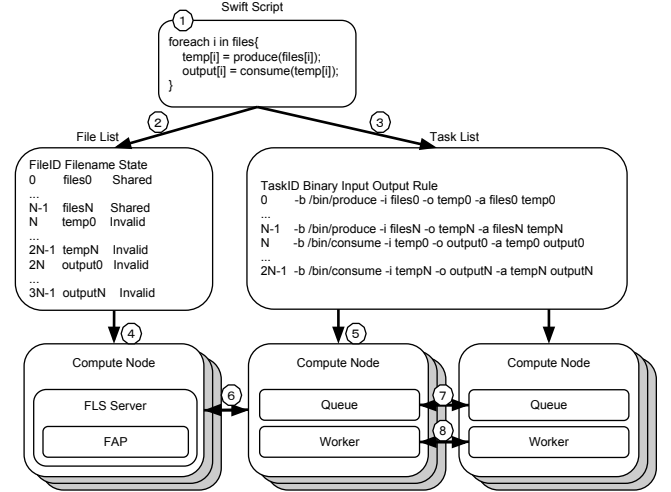 Swift Script
1
foreach i in files{
temp[i] = produce(files[i]);
output[i] = consume(temp[i]);
}
2
3
File List
Task List
FileID Filename State
0 files0 Shared
...
N-1 filesN Shared
N temp0 Invalid
...
2N-1 tempN Invalid
2N output0 Invalid
...
3N-1 outputN Invalid
TaskID Binary Input Output Rule
0 -b /bin/produce -i files0 -o temp0 -a files0 temp0
...
N-1 -b /bin/produce -i filesN -o tempN -a filesN tempN
N -b /bin/consume -i temp0 -o output0 -a temp0 output0
...
2N-1 -b /bin/consume -i tempN -o outputN -a tempN outputN
4
5
Compute Node
FLS Server
FAP
6
Compute Node
Queue
Worker
7
8
Compute Node
Queue
Worker